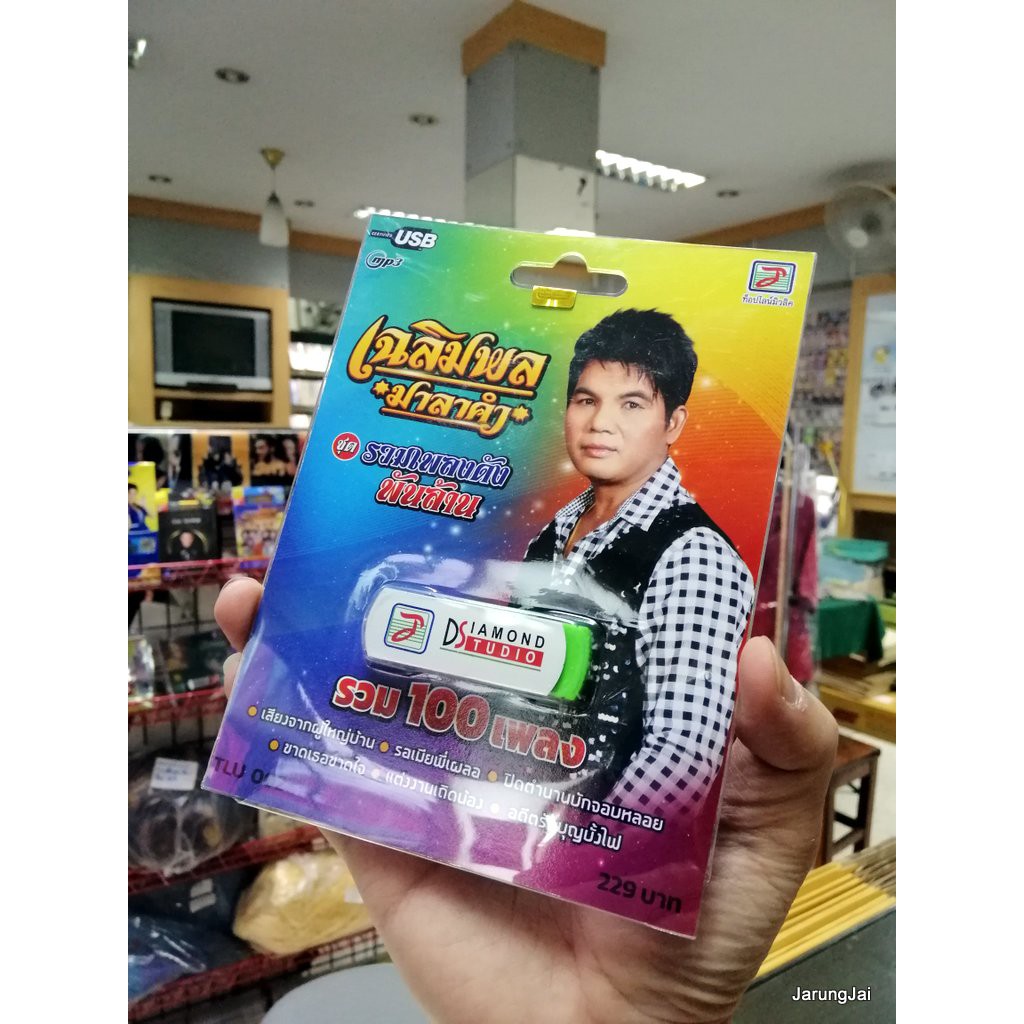 USB
mp3
ท็อปไลน์มิวสิค
เฉลิมพล
มาลาคำ
ชุด รวมเพลงดัง
พันล้าน
DIAMOND
STUDIO
รวม 100 เพลง
• เสียงจากผู้ใหญ่บ้าน • รอเมียพี่เผลอ • ปิดตำนานบักจอบหลอย
• ขาดเธอขาดใจ • แต่งงานเถิดน้อง • อดีตรักบุญบั้งไฟ
TLU
229 บาท
JarungJai